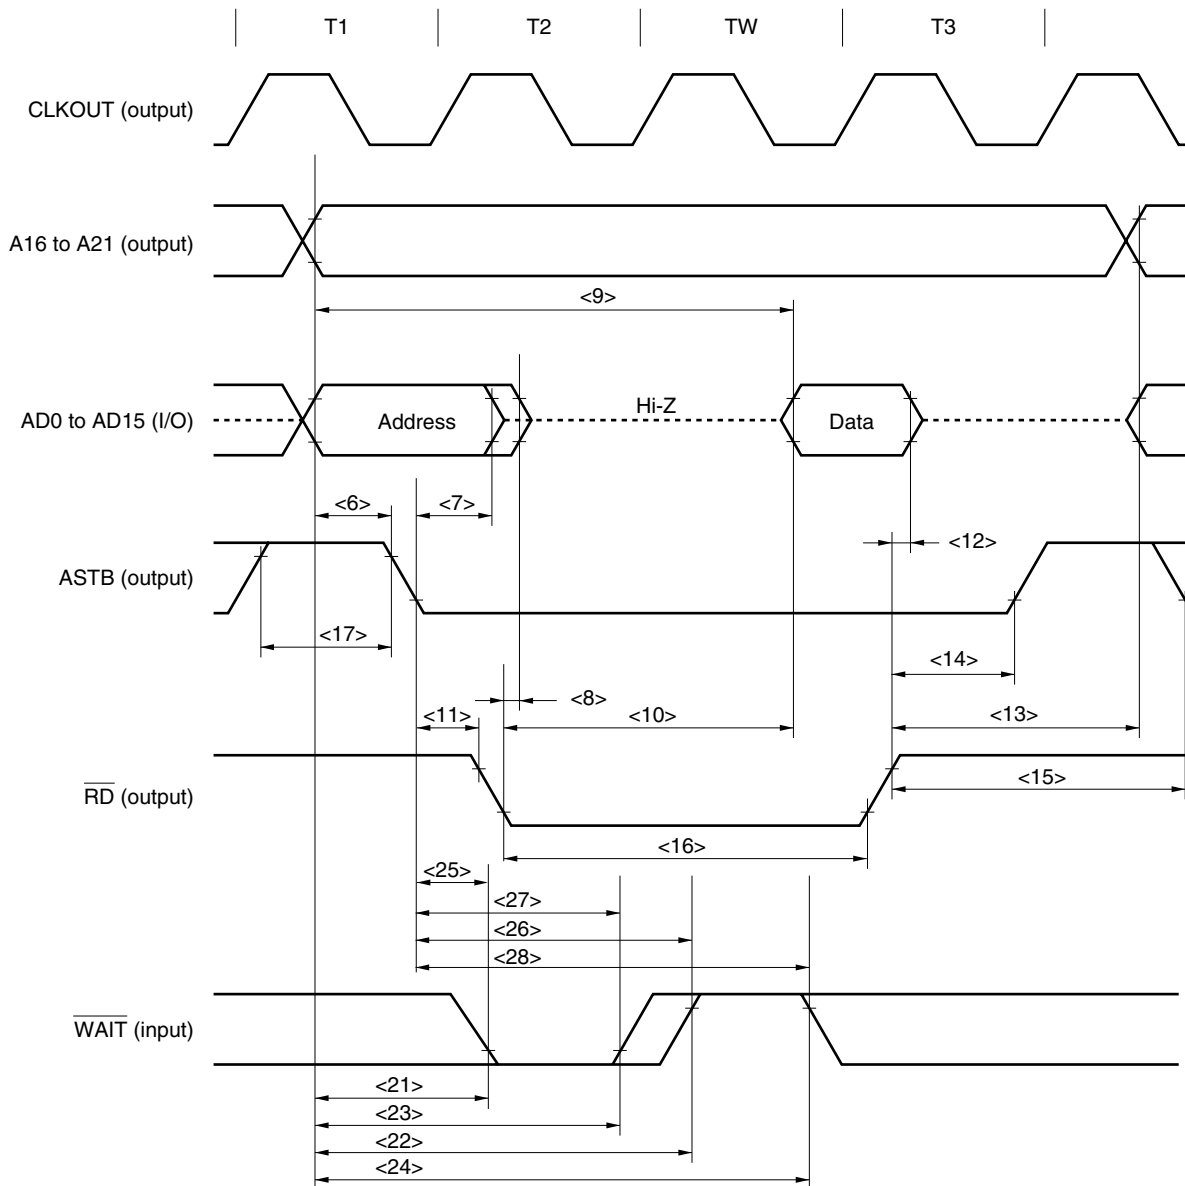 T1 T2 TW T3
CLKOUT (output)
A16 to A21 (output)
<9>
AD0 to AD15 (I/O)
Address
Hi-Z
Data
<6>
<7>
<12>
ASTB (output)
<17>
<14>
<8>
<11>
<10>
<13>
<15>
RD (output)
<16>
<25>
<27>
<26>
<28>
WAIT (input)
<21>
<23>
<22>
<24>